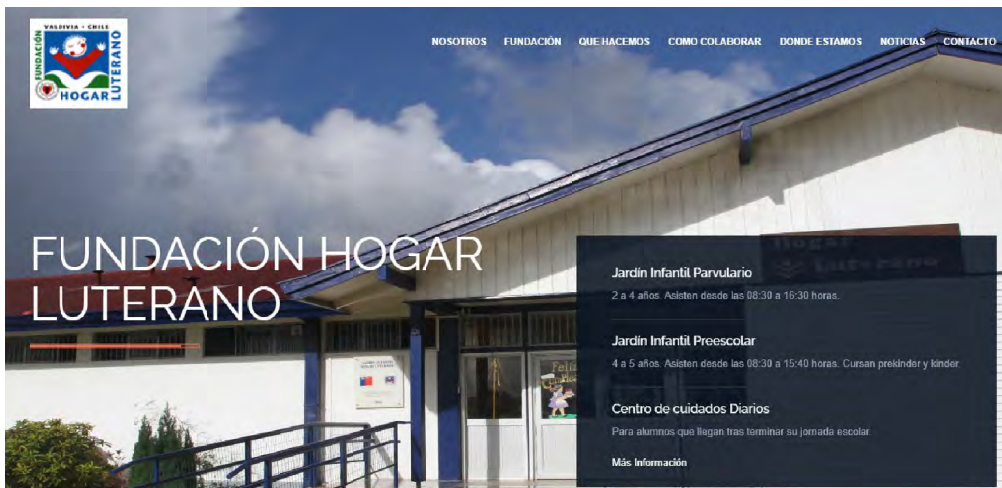 VALDIVIA - CHILE
FUNDACIÓN
HOGAR
LUTERANO
NOSOTROS FUNDACIÓN QUE HACEMOS COMO COLABORAR DONDE ESTAMOS NOTICIAS CONTACTO
FUNDACIÓN HOGAR
LUTERANO
Hogar
Luterano
Jardín Infantil Parvulario
2 a 4 años. Asisten desde las 08:30 a 16:30 horas.
Jardín Infantil Preescolar
4 a 5 años. Asisten desde las 08:30 a 15:40 horas. Cursan prekinder y kinder.
Centro de cuidados Diarios
Para alumnos que llegan tras terminar su jornada escolar.
Más Información